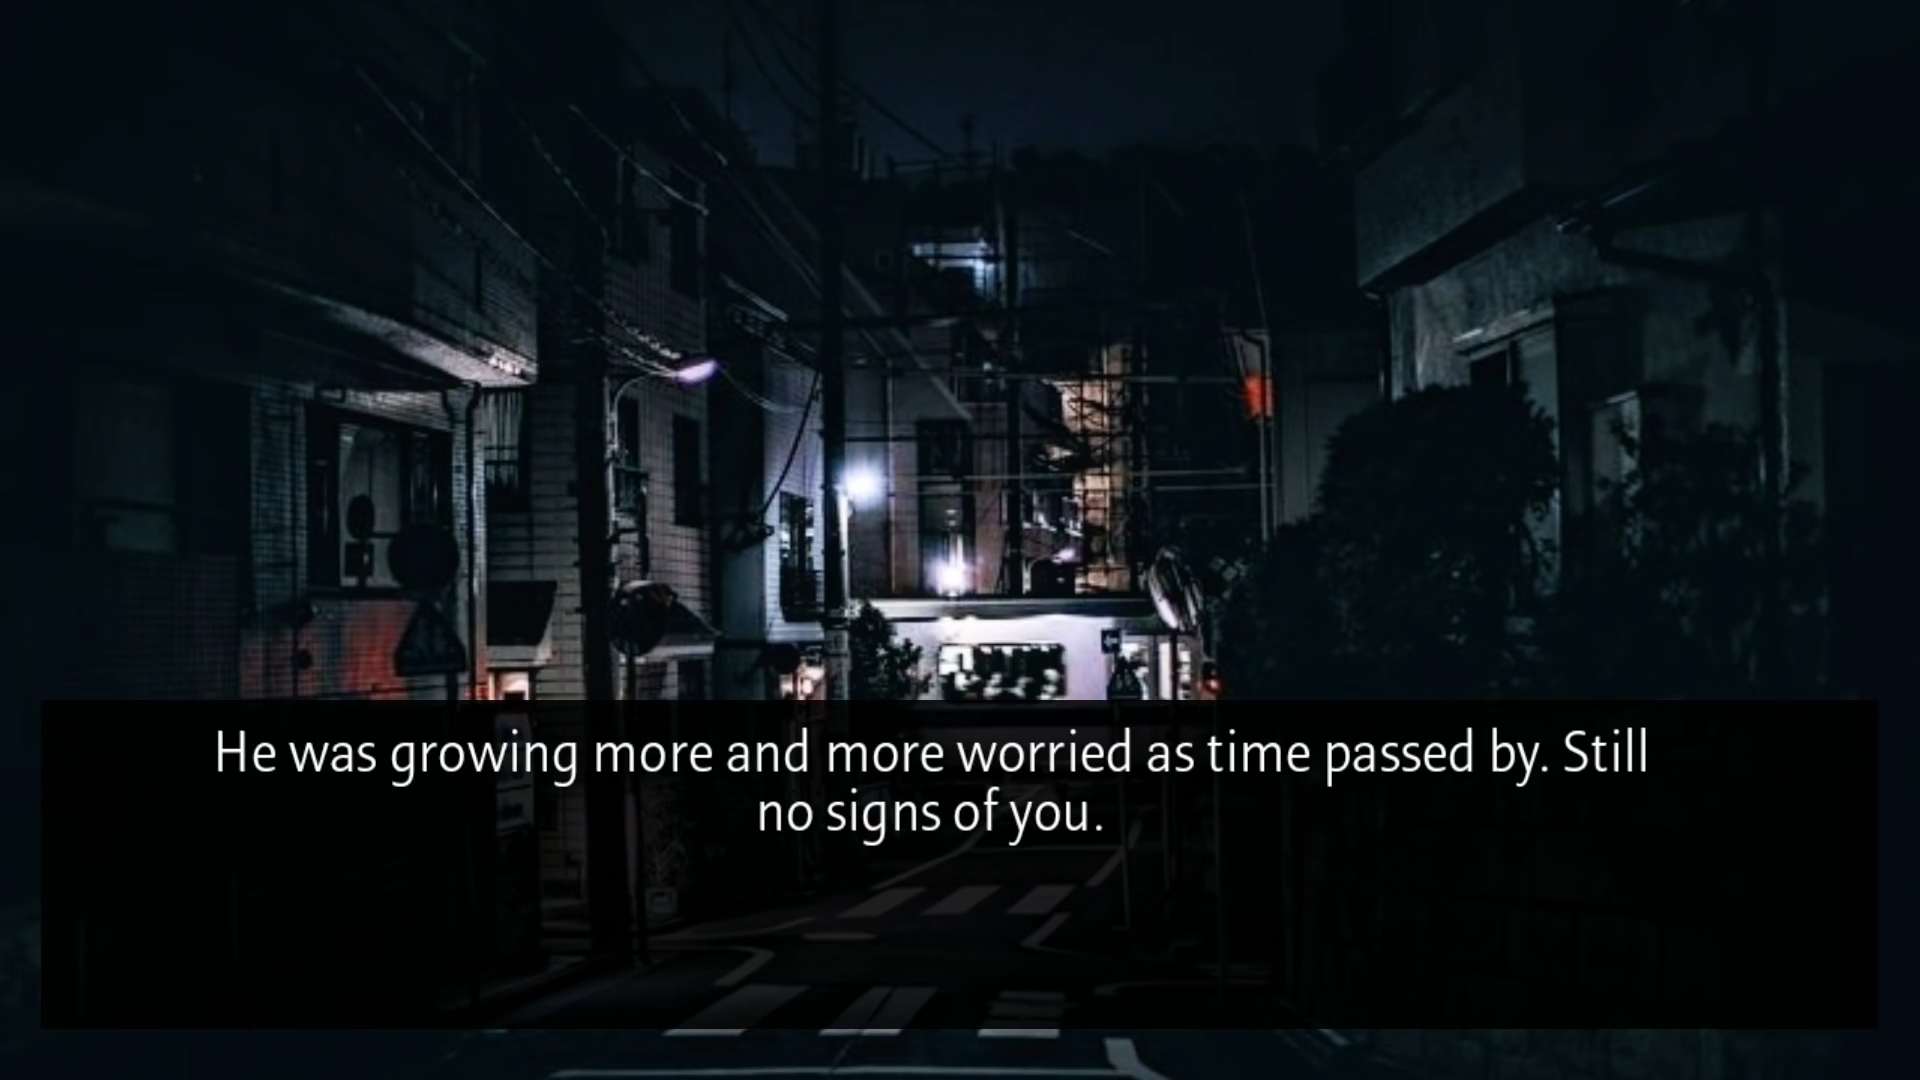 He was growing more and more worried as time passed by. Still
no signs of you.